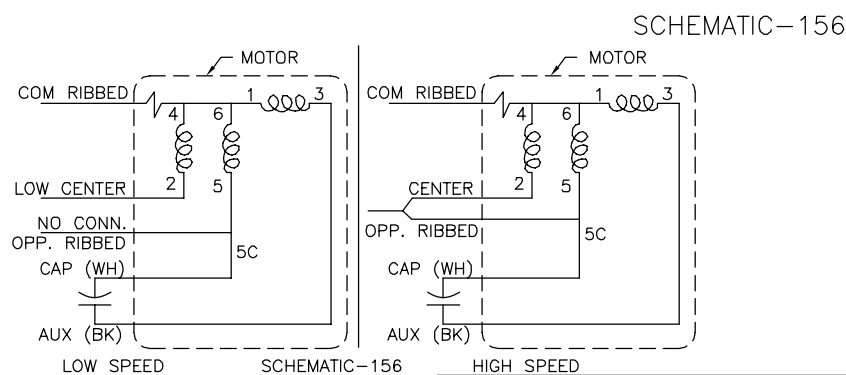 SCHEMATIC-156
MOTOR
COM RIBBED
4
6
1
3
2
5
LOW CENTER
NO CONN.
OPP. RIBBED
5C
CAP (WH)
AUX (BK)
LOW SPEED
SCHEMATIC-156
MOTOR
COM RIBBED
4
6
1
3
2
5
CENTER
OPP. RIBBED
5C
CAP (WH)
AUX (BK)
HIGH SPEED